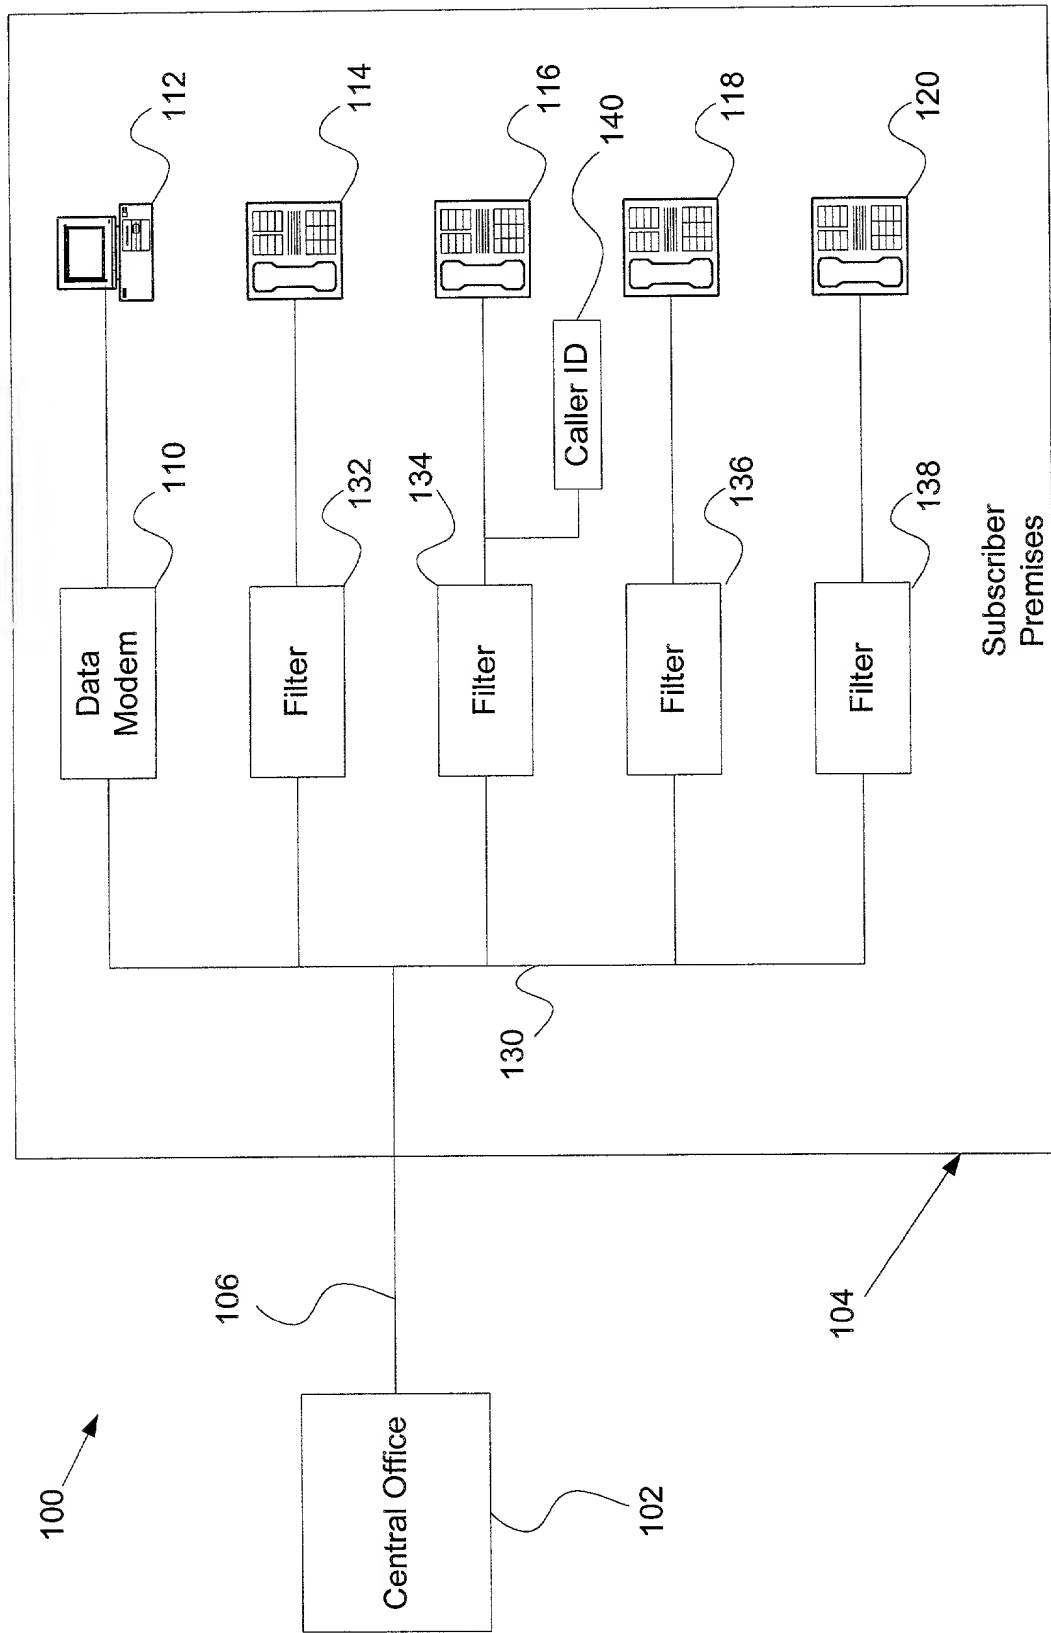 100
Central Office
102
106
104
130
Data
Modem
110
112
Filter
132
114
Filter
134
116
Caller ID
140
Filter
136
118
Filter
138
120
Subscriber
Premises